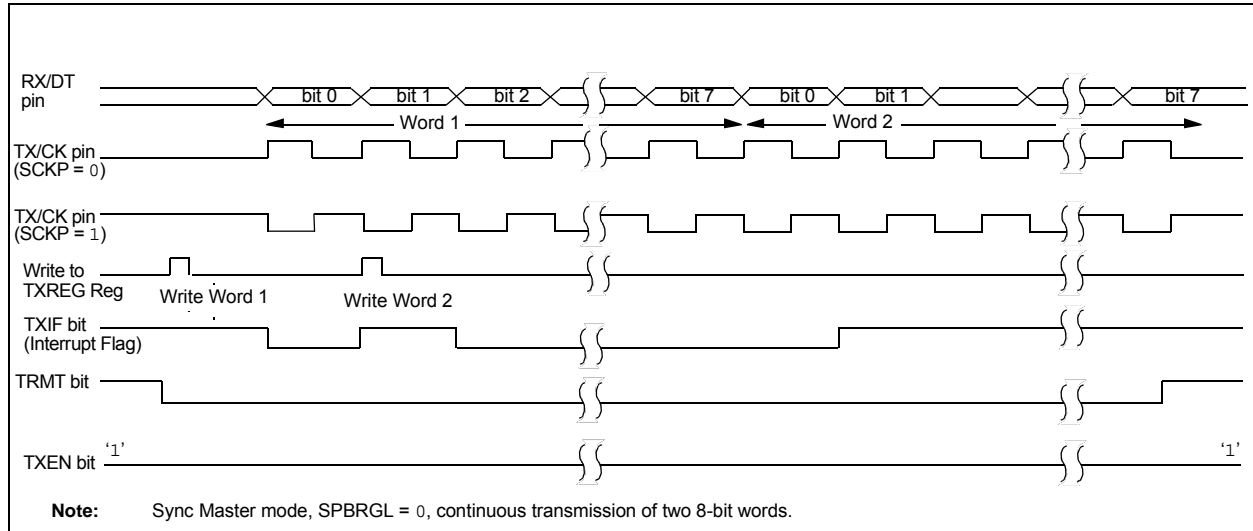 RX/DT
pin
bit 0 bit 1 bit 2 bit 7 bit 0 bit 1 bit 7
Word 1 Word 2
TX/CK pin
(SCKP = 0)
TX/CK pin
(SCKP = 1)
Write to
TXREG Reg
Write Word 1 Write Word 2
TXIF bit
(Interrupt Flag)
TRMT bit
TXEN bit ‘1’ ‘1’
Note: Sync Master mode, SPBRGL = 0, continuous transmission of two 8-bit words.